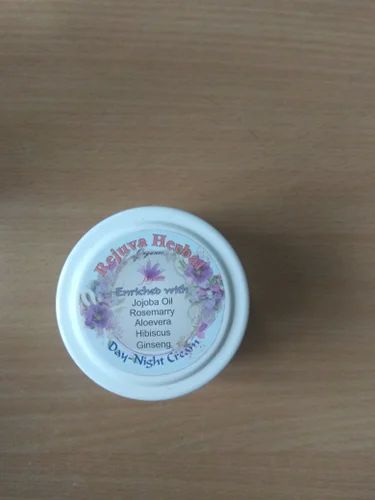 Rejuva Herbal
Organic
Enriched with
Jojoba Oil
Rosemarry
Aloevera
Hibiscus
Ginseng
Day-Night Cream